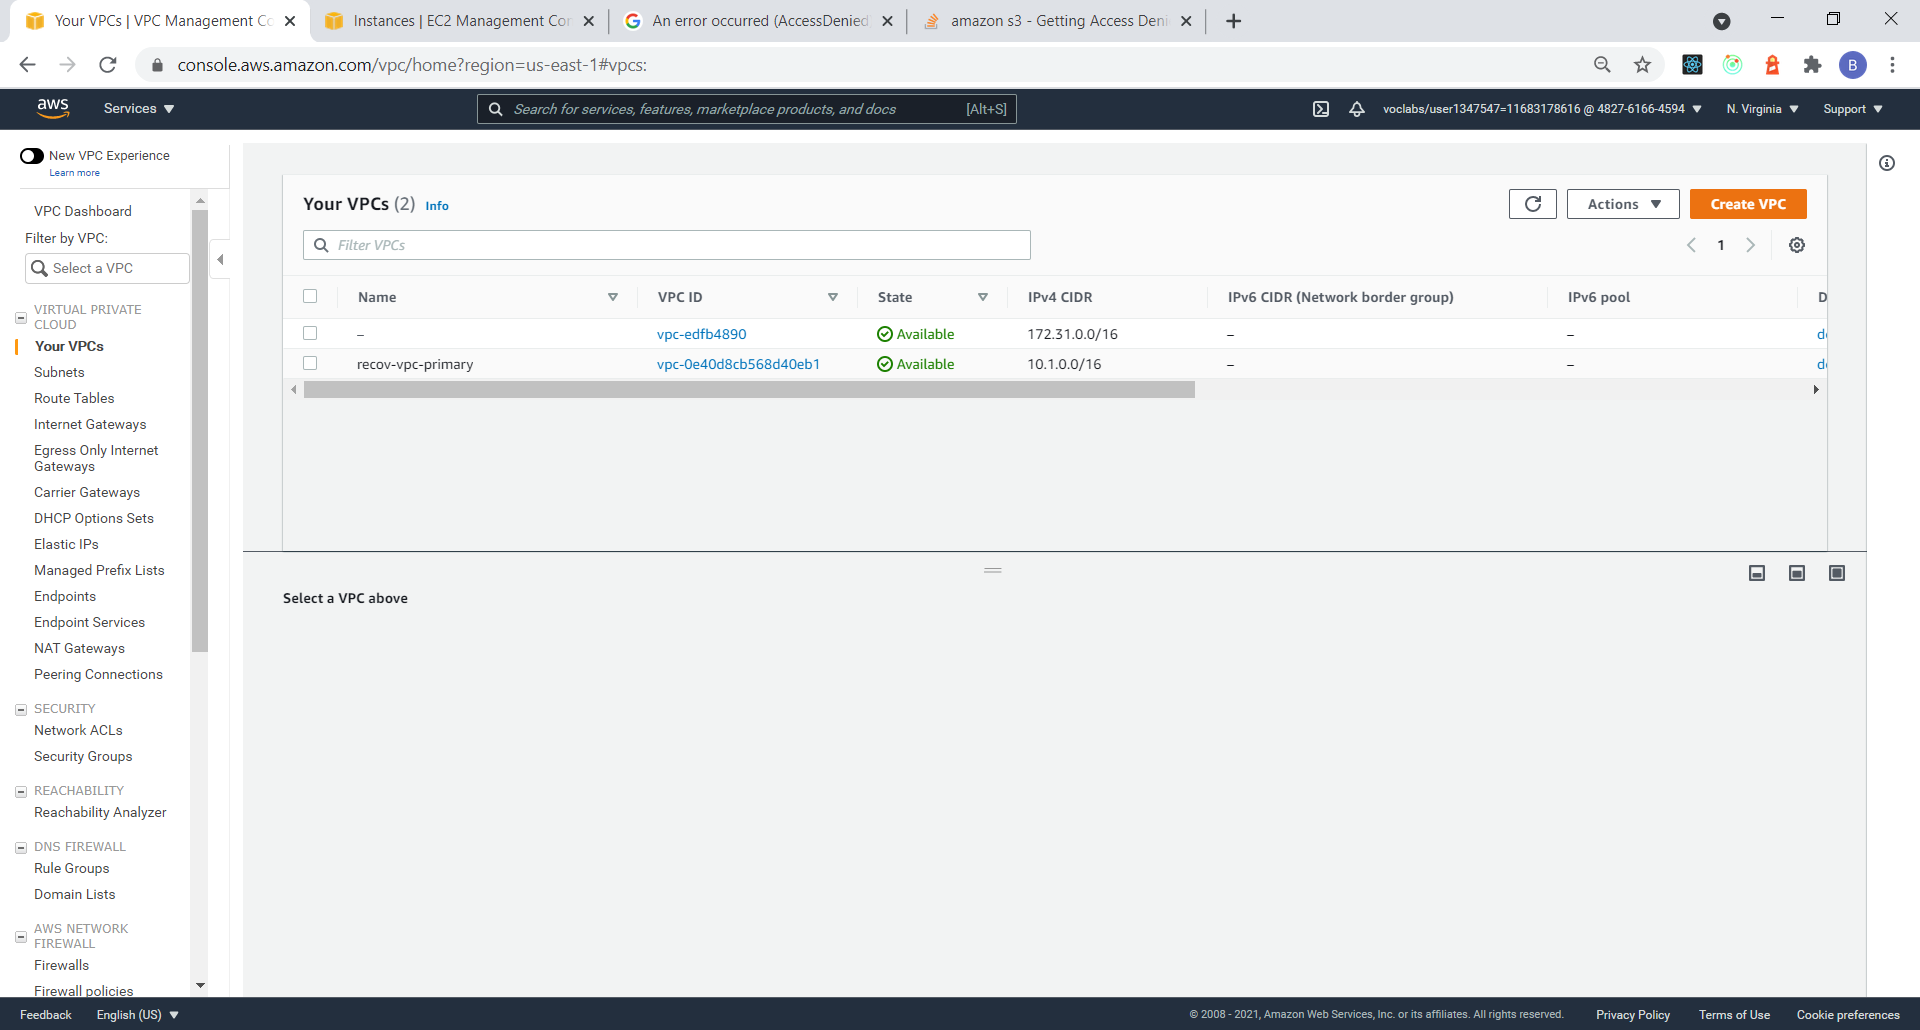 Your VPCs | VPC Management Co
Instances | EC2 Management Con
An error occurred (AccessDenied
amazon s3 - Getting Access Deni
console.aws.amazon.com/vpc/home?region=us-east-1#vpcs:
B
aws
Services
Search for services, features, marketplace products, and docs
[Alt+S]
voclabs/user1347547=11683178616 @ 4827-6166-4594
N. Virginia
Support
New VPC Experience
Learn more
VPC Dashboard
Filter by VPC:
Select a VPC
VIRTUAL PRIVATE
CLOUD
Your VPCs
Subnets
Route Tables
Internet Gateways
Egress Only Internet
Gateways
Carrier Gateways
DHCP Options Sets
Elastic IPs
Managed Prefix Lists
Endpoints
Endpoint Services
NAT Gateways
Peering Connections
SECURITY
Network ACLs
Security Groups
REACHABILITY
Reachability Analyzer
DNS FIREWALL
Rule Groups
Domain Lists
AWS NETWORK
FIREWALL
Firewalls
Firewall policies
Your VPCs (2) Info
Actions
Create VPC
Filter VPCs
1
Name VPC ID State IPv4 CIDR IPv6 CIDR (Network border group) IPv6 pool D
– vpc-edfb4890 Available 172.31.0.0/16 – – d
recov-vpc-primary vpc-0e40d8cb568d40eb1 Available 10.1.0.0/16 – – d
Select a VPC above
Feedback
English (US)
© 2008 - 2021, Amazon Web Services, Inc. or its affiliates. All rights reserved.
Privacy Policy
Terms of Use
Cookie preferences